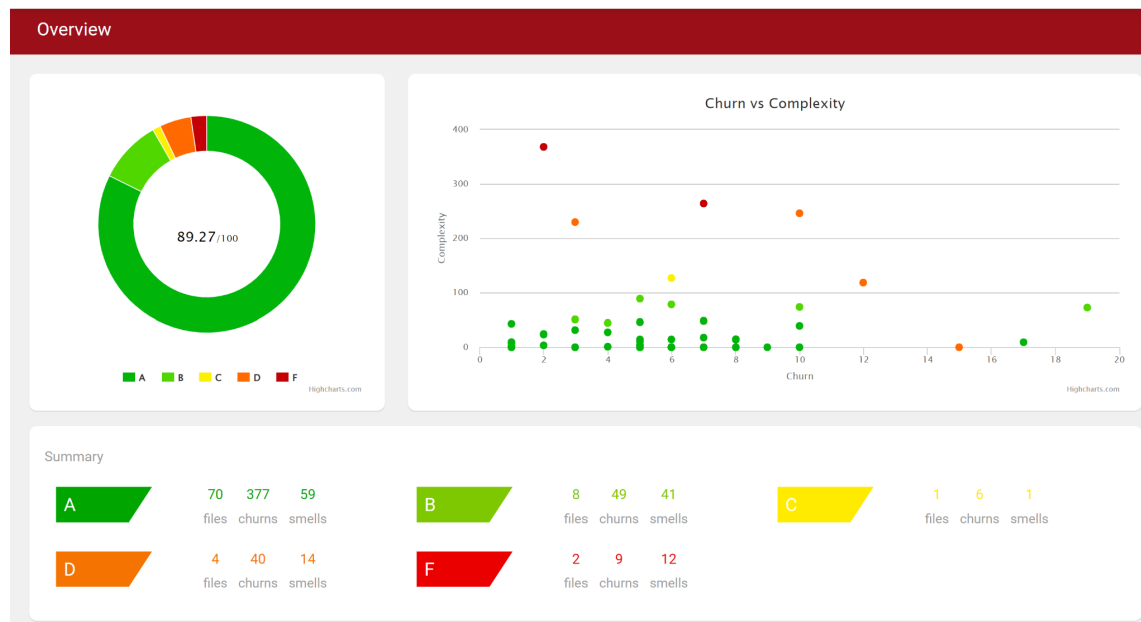 Overview
89.27/100
A B C D F
Highcharts.com
Churn vs Complexity
Complexity
400
300
200
100
0
0 2 4 6 8 10 12 14 16 18 20
Churn
Highcharts.com
Summary
A
70 377 59
files churns smells
B
8 49 41
files churns smells
C
1 6 1
files churns smells
D
4 40 14
files churns smells
F
2 9 12
files churns smells